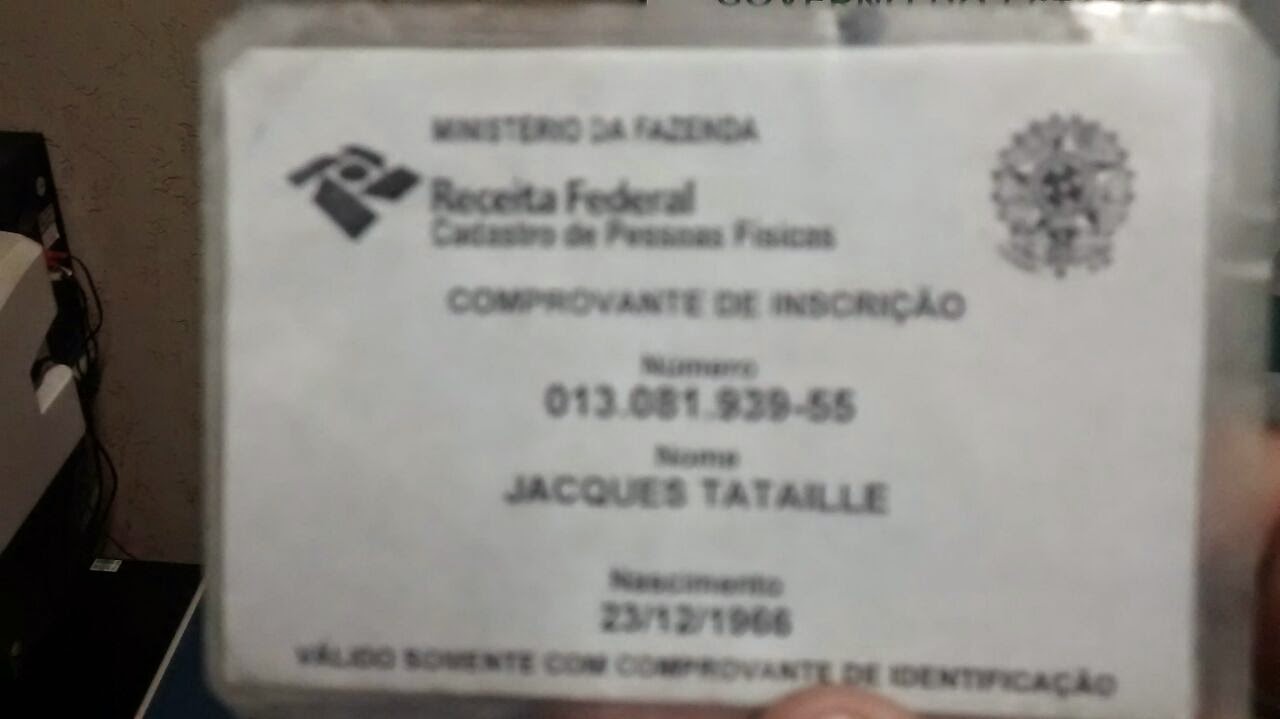 MINISTÉRIO DA FAZENDA
Receita Federal
Cadastro de Pessoas Físicas
COMPROVANTE DE INSCRIÇÃO
Número
013.081.939-55
Nome
JACQUES TATAILLE
Nascimento
23/12/1966
VÁLIDO SOMENTE COM COMPROVANTE DE IDENTIFICAÇÃO